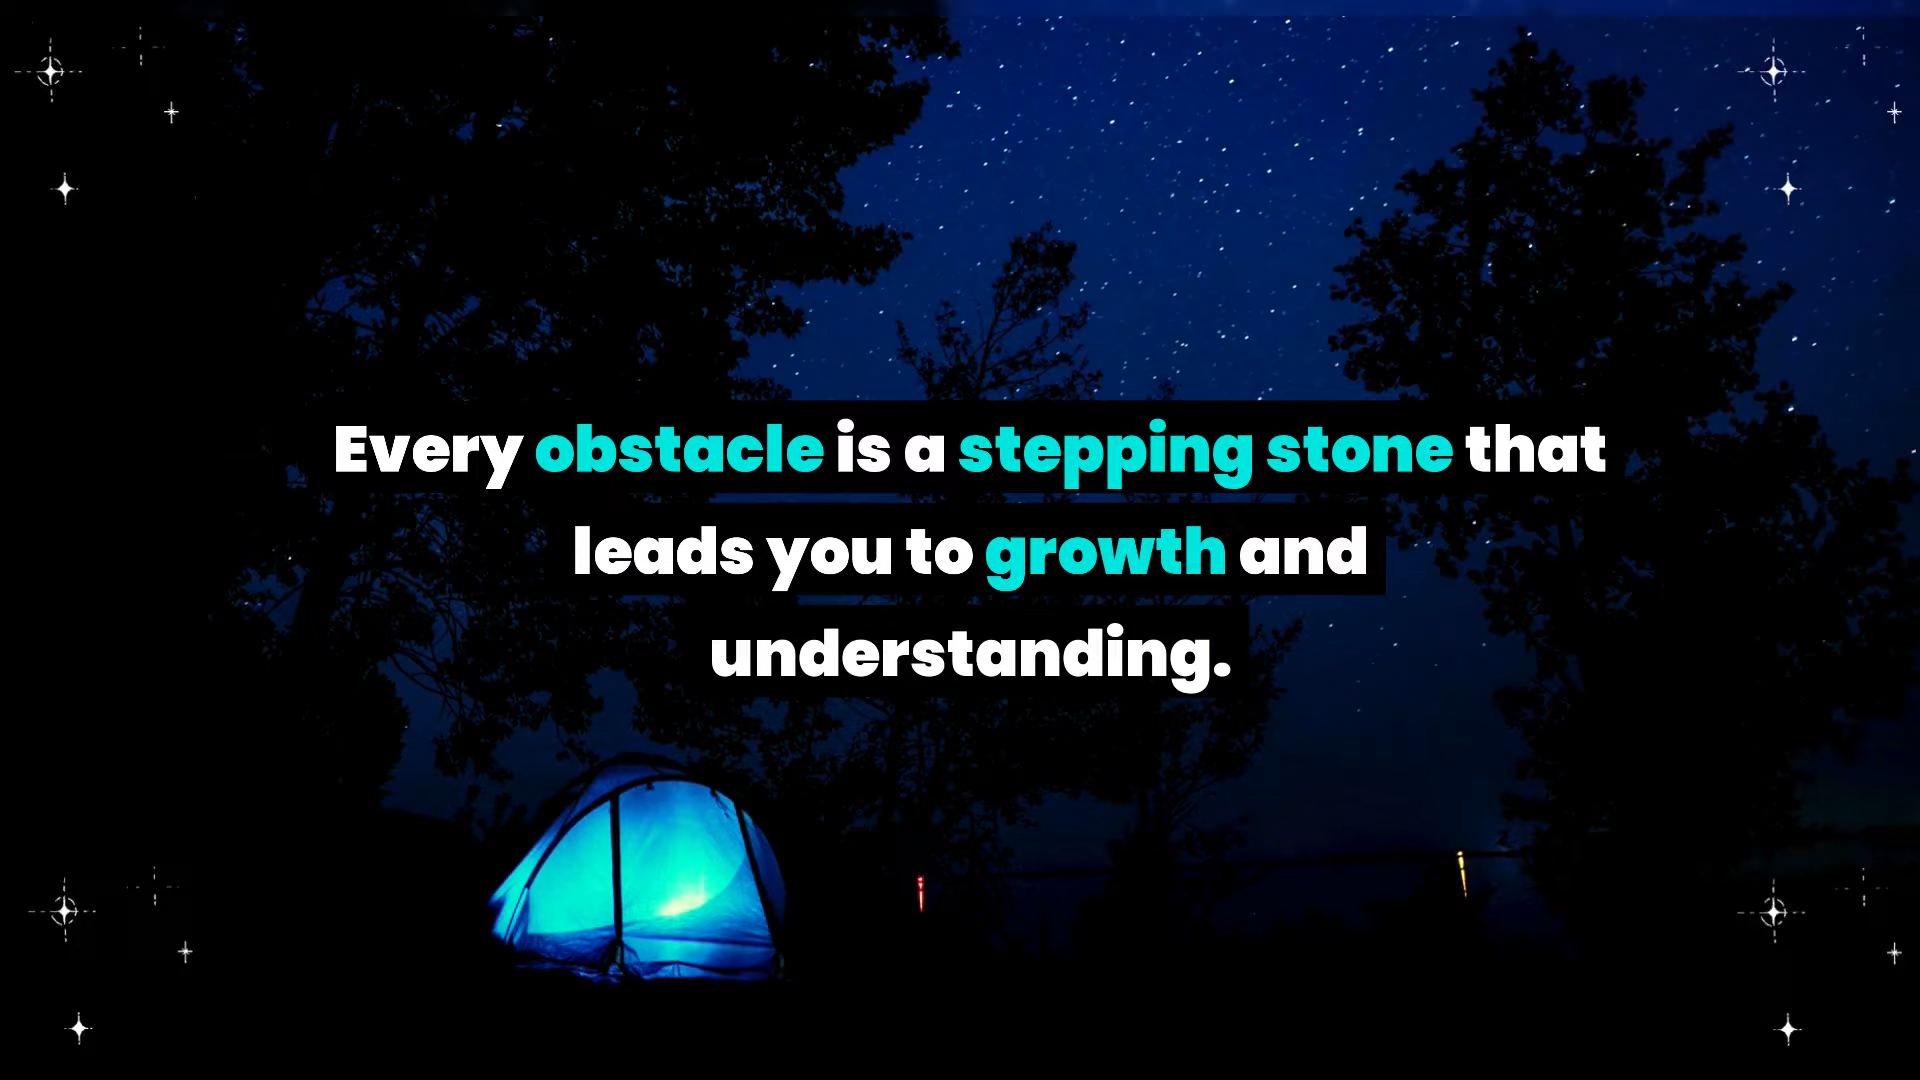 Every obstacle is a stepping stone that
leads you to growth and
understanding.